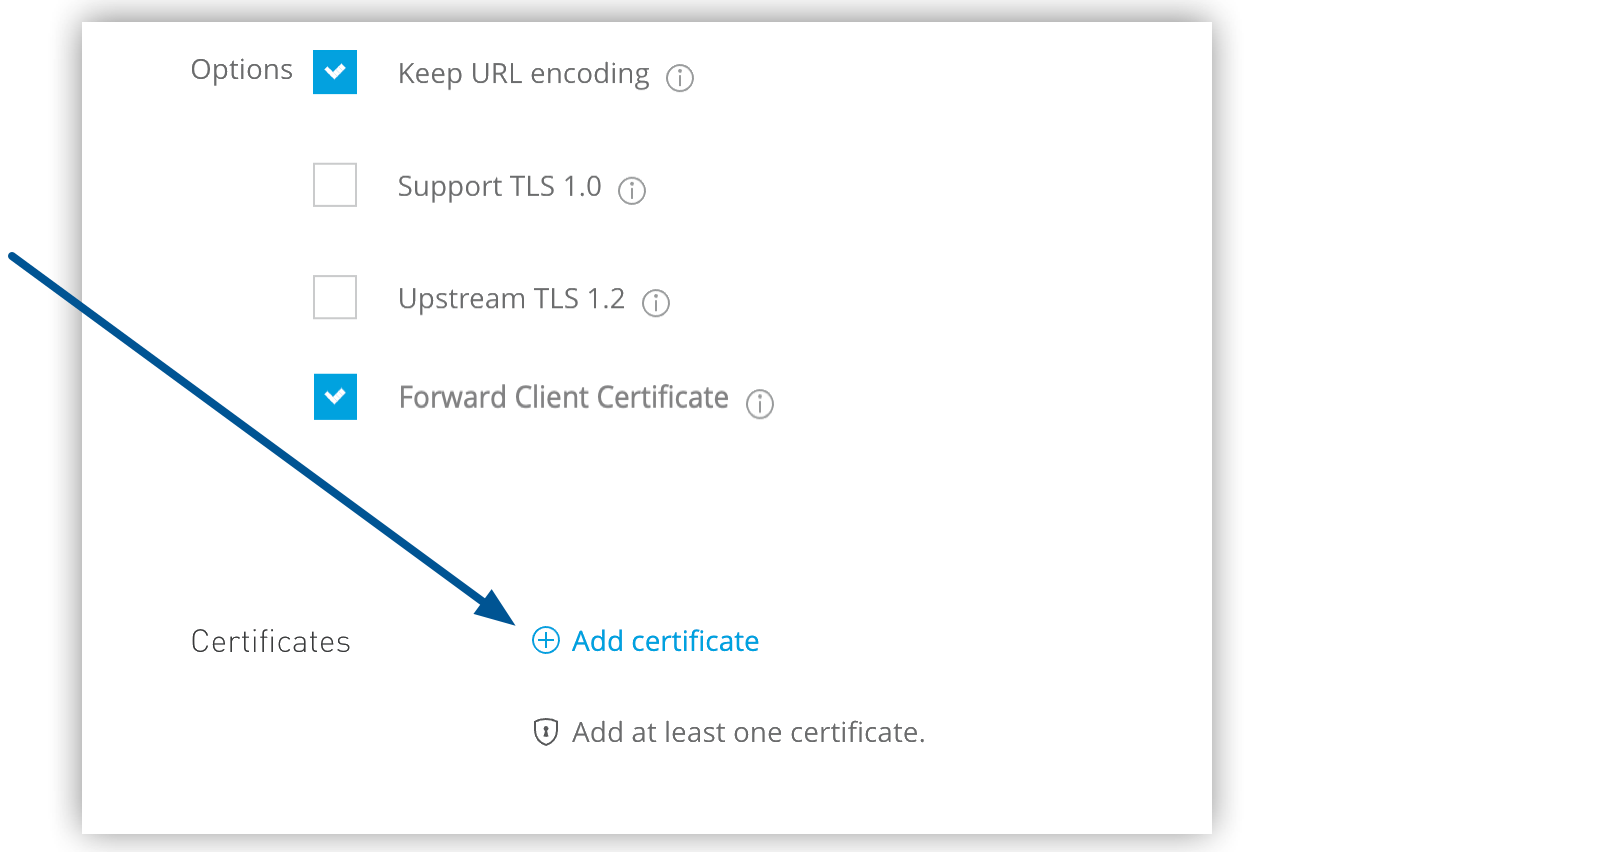 Options Keep URL encoding
Support TLS 1.0
Upstream TLS 1.2
Forward Client Certificate
Certificates Add certificate
Add at least one certificate.